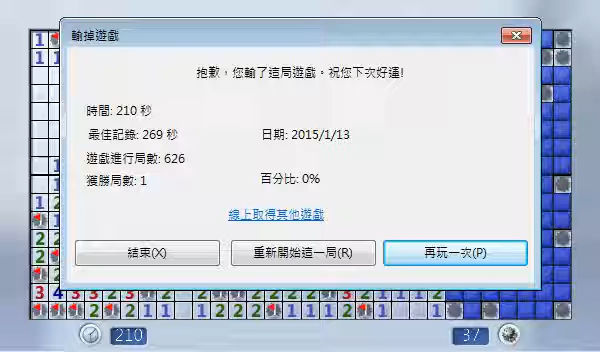 輸掉遊戲
抱歉，您輸了這局遊戲。祝您下次好運!
時間: 210 秒
最佳記錄: 269 秒 日期: 2015/1/13
遊戲進行局數: 626
獲勝局數: 1 百分比: 0%
線上取得其他遊戲
結束(X) 重新開始這一局(R) 再玩一次(P)
210 37